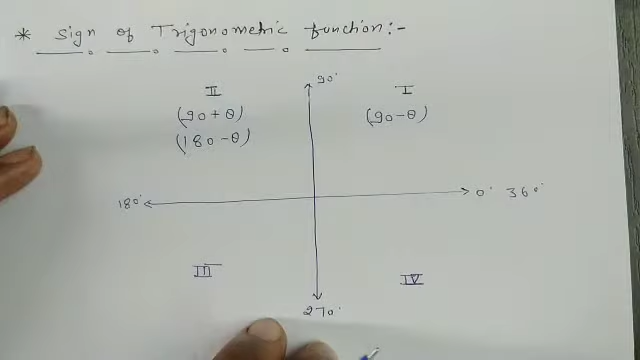 * Sign of Trigonometric function:-
90°
II
I
(90 + θ)
(90 - θ)
(180 - θ)
180°
0° 360°
III
IV
270°